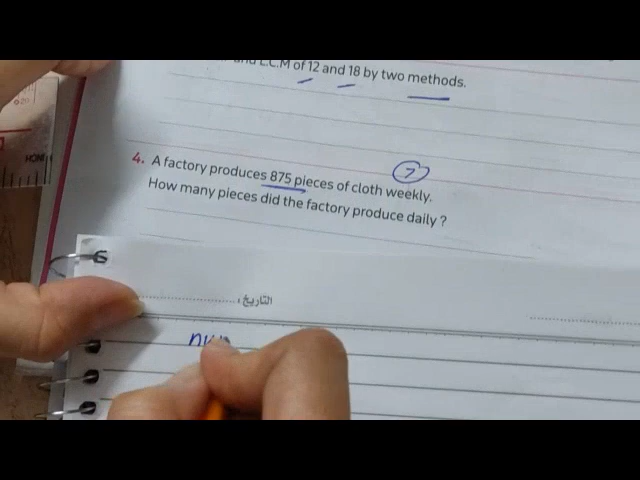 and L.C.M of 12 and 18 by two methods.
7
4. A factory produces 875 pieces of cloth weekly.
How many pieces did the factory produce daily ?
التاريخ :